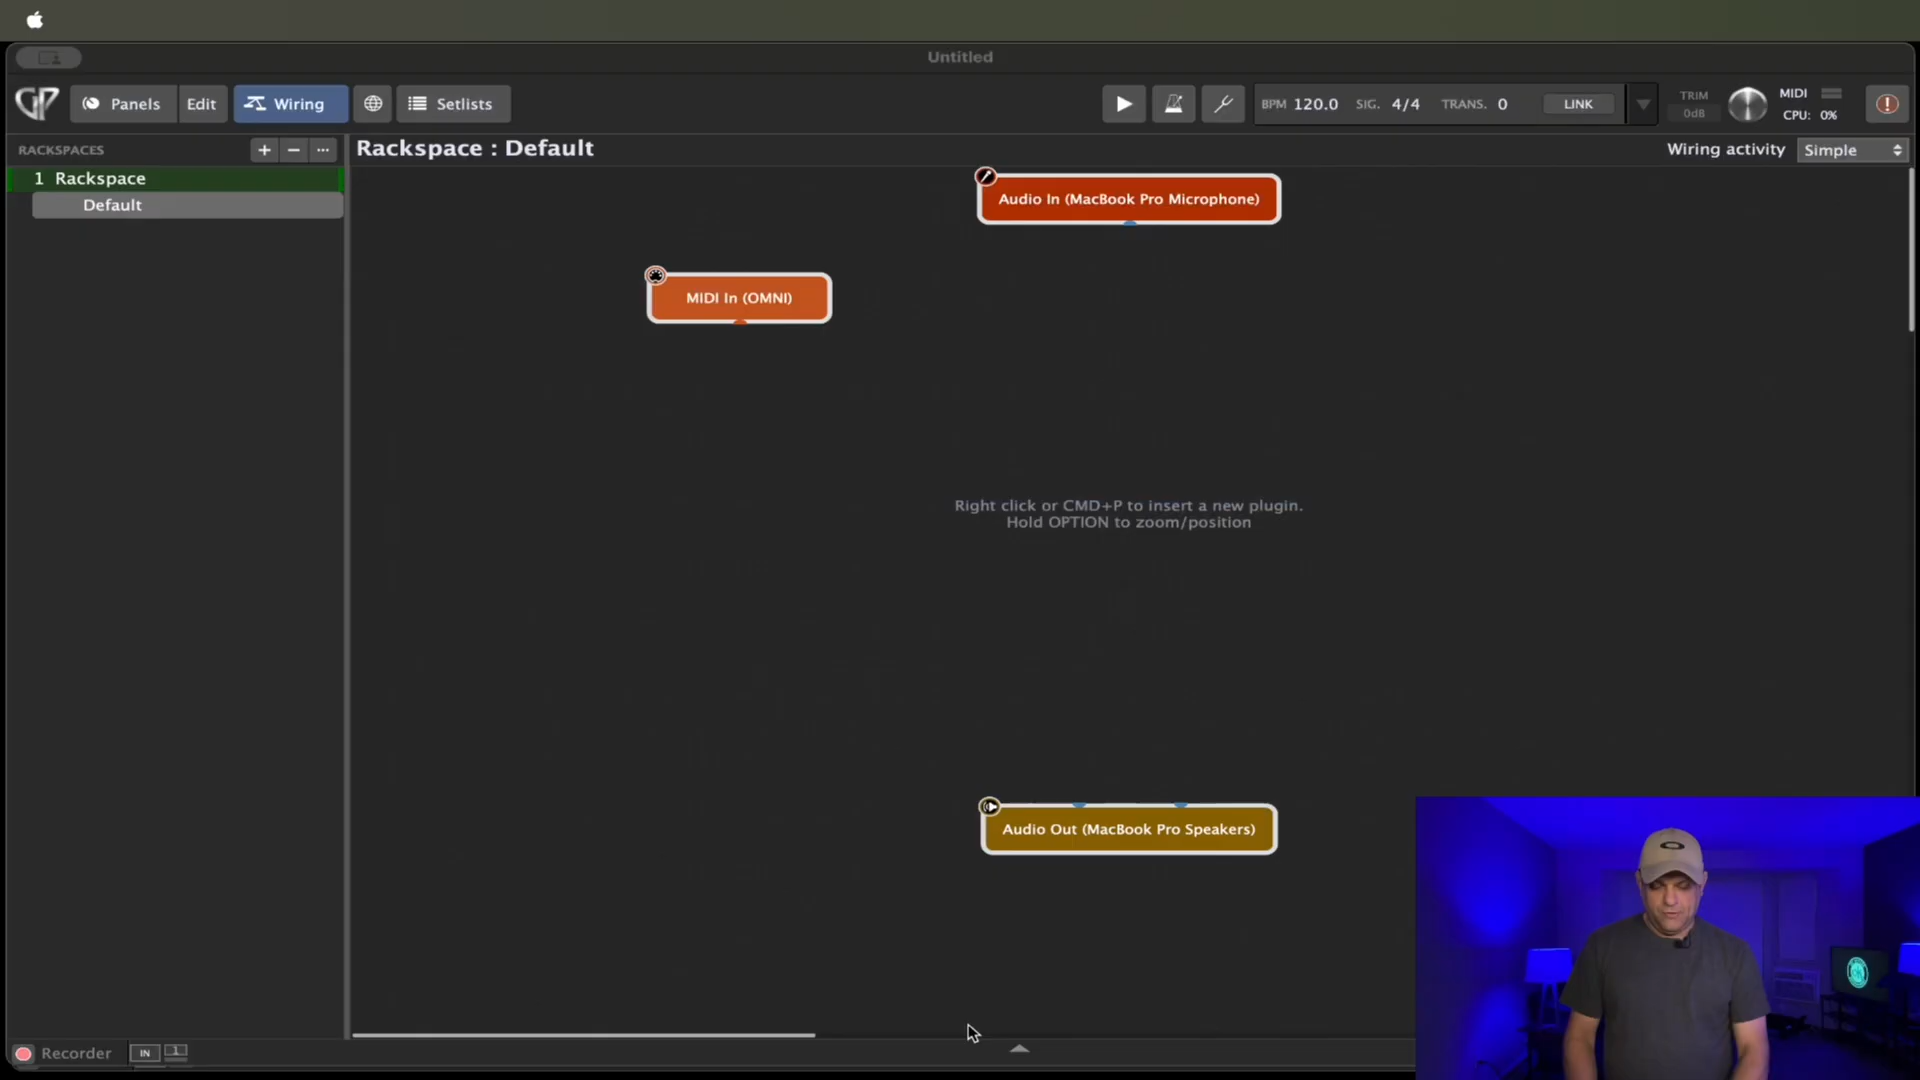 Untitled
GP Panels Edit Wiring Setlists
BPM 120.0 SIG. 4/4 TRANS. 0 LINK
TRIM
0dB
MIDI
CPU: 0%
RACKSPACES + − ...
1 Rackspace
Default
Rackspace : Default
Wiring activity Simple
Audio In (MacBook Pro Microphone)
MIDI In (OMNI)
Right click or CMD+P to insert a new plugin.
Hold OPTION to zoom/position
Audio Out (MacBook Pro Speakers)
Recorder IN 1